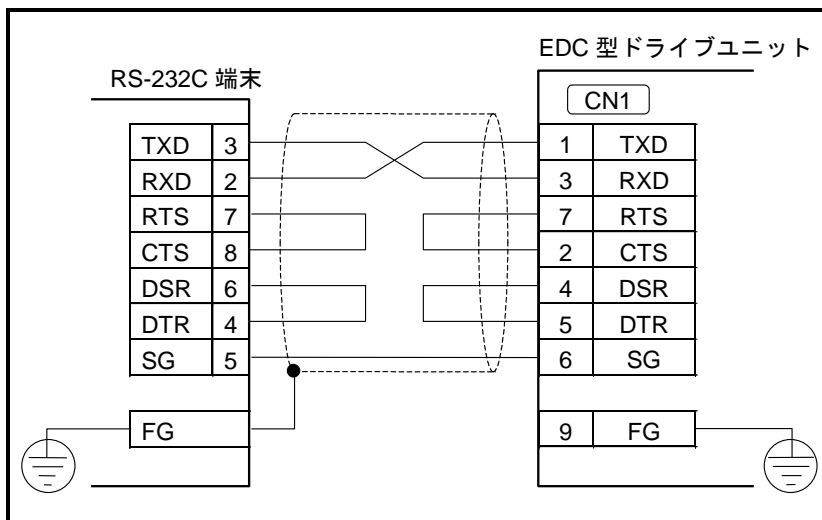 EDC 型ドライブユニット
RS-232C 端末
CN1
TXD 3
RXD 2
RTS 7
CTS 8
DSR 6
DTR 4
SG 5
FG
1 TXD
3 RXD
7 RTS
2 CTS
4 DSR
5 DTR
6 SG
9 FG